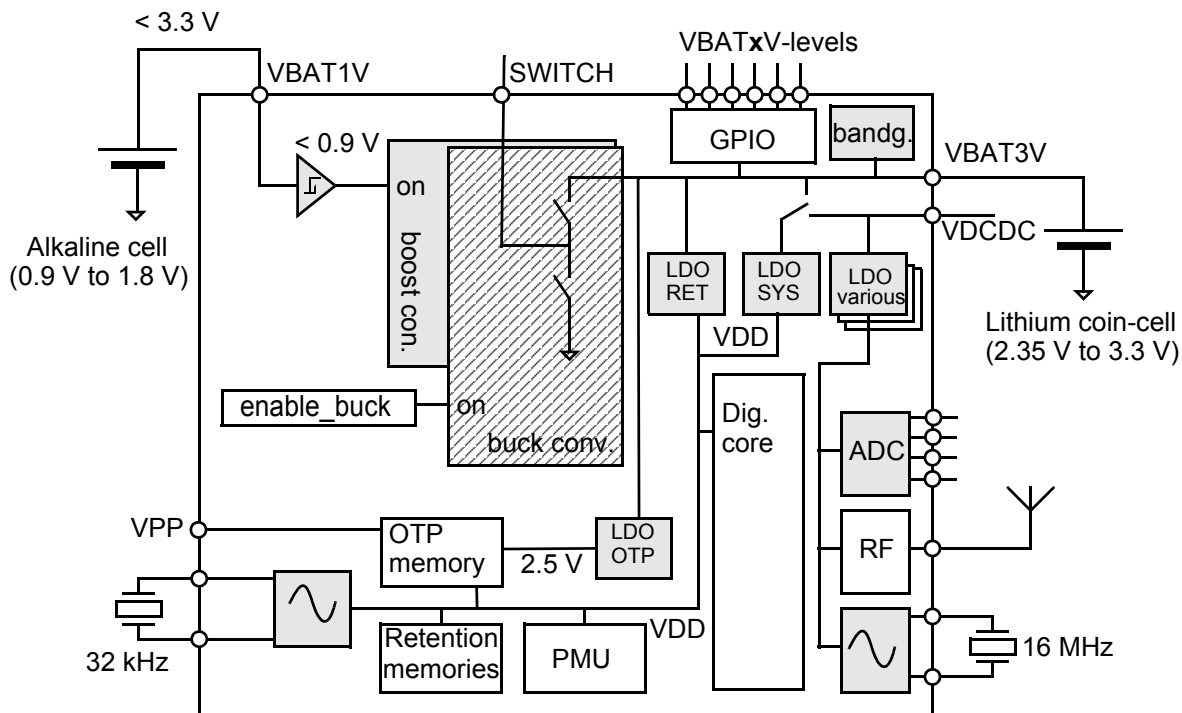 < 3.3 V
VBAT1V
SWITCH
VBATxV-levels
< 0.9 V
GPIO
bandg.
VBAT3V
on
boost con.
VDCDC
Alkaline cell
(0.9 V to 1.8 V)
LDO
RET
LDO
SYS
LDO
various
Lithium coin-cell
(2.35 V to 3.3 V)
VDD
enable_buck
on
buck conv.
Dig.
core
ADC
VPP
OTP
memory
2.5 V
LDO
OTP
RF
32 kHz
Retention
memories
PMU
VDD
16 MHz